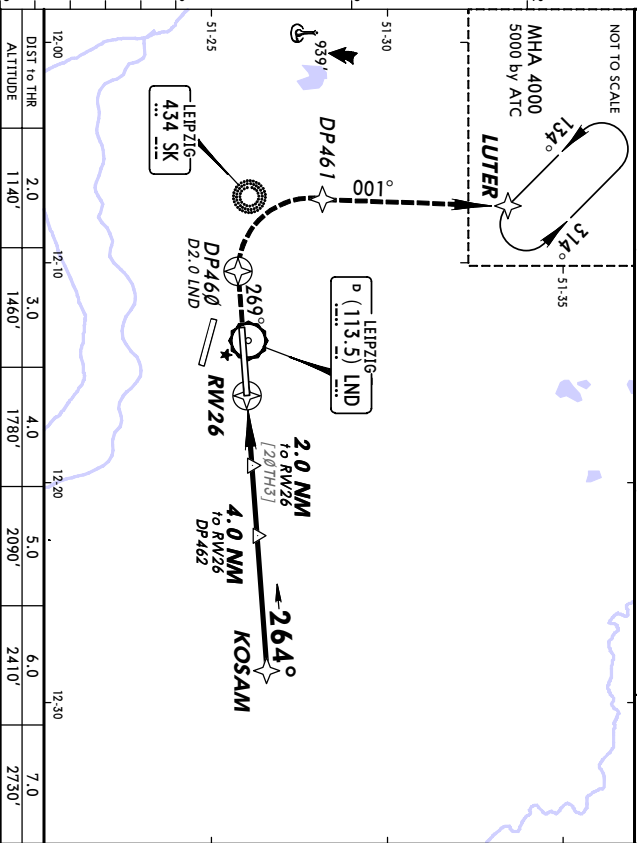 NOT TO SCALE
134°
314°
51-35
MHA 4000
5000 by ATC
LUTER
51-30
001°
DP461
939'
LEIPZIG
D (113.5) LND
LEIPZIG
434 SK
DP460
D2.0 LND
269°
RW26
2.0 NM
to RW26
[20TH3]
4.0 NM
to RW26
DP462
264°
KOSAM
51-25
12-00
12-10
12-20
12-30
DIST to THR 2.0 3.0 4.0 5.0 6.0 7.0
ALTITUDE 1140' 1460' 1780' 2090' 2410' 2730'